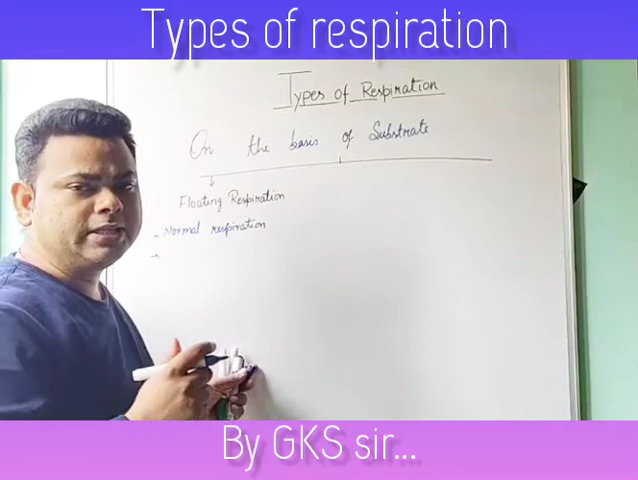 Types of respiration
Types of Respiration
On the basis of Substrate
Floating Respiration
Normal respiration
By GKS sir...